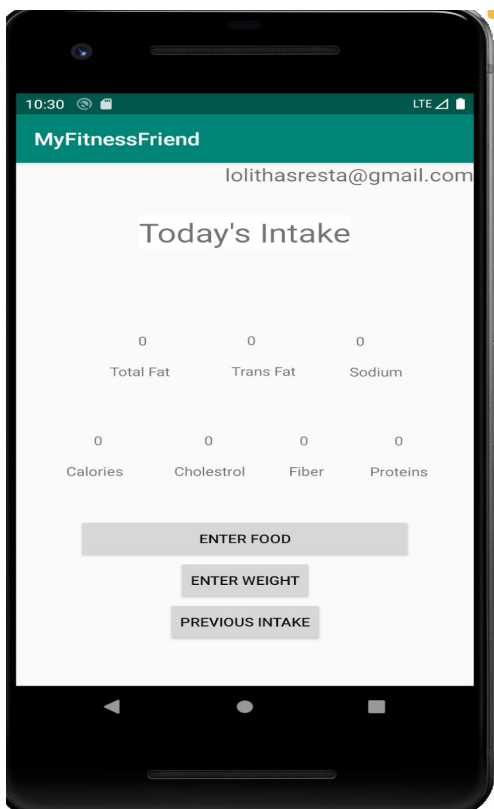 10:30 LTE
MyFitnessFriend
lolithasresta@gmail.com
Today's Intake
0 0 0
Total Fat Trans Fat Sodium
0 0 0 0
Calories Cholestrol Fiber Proteins
ENTER FOOD
ENTER WEIGHT
PREVIOUS INTAKE